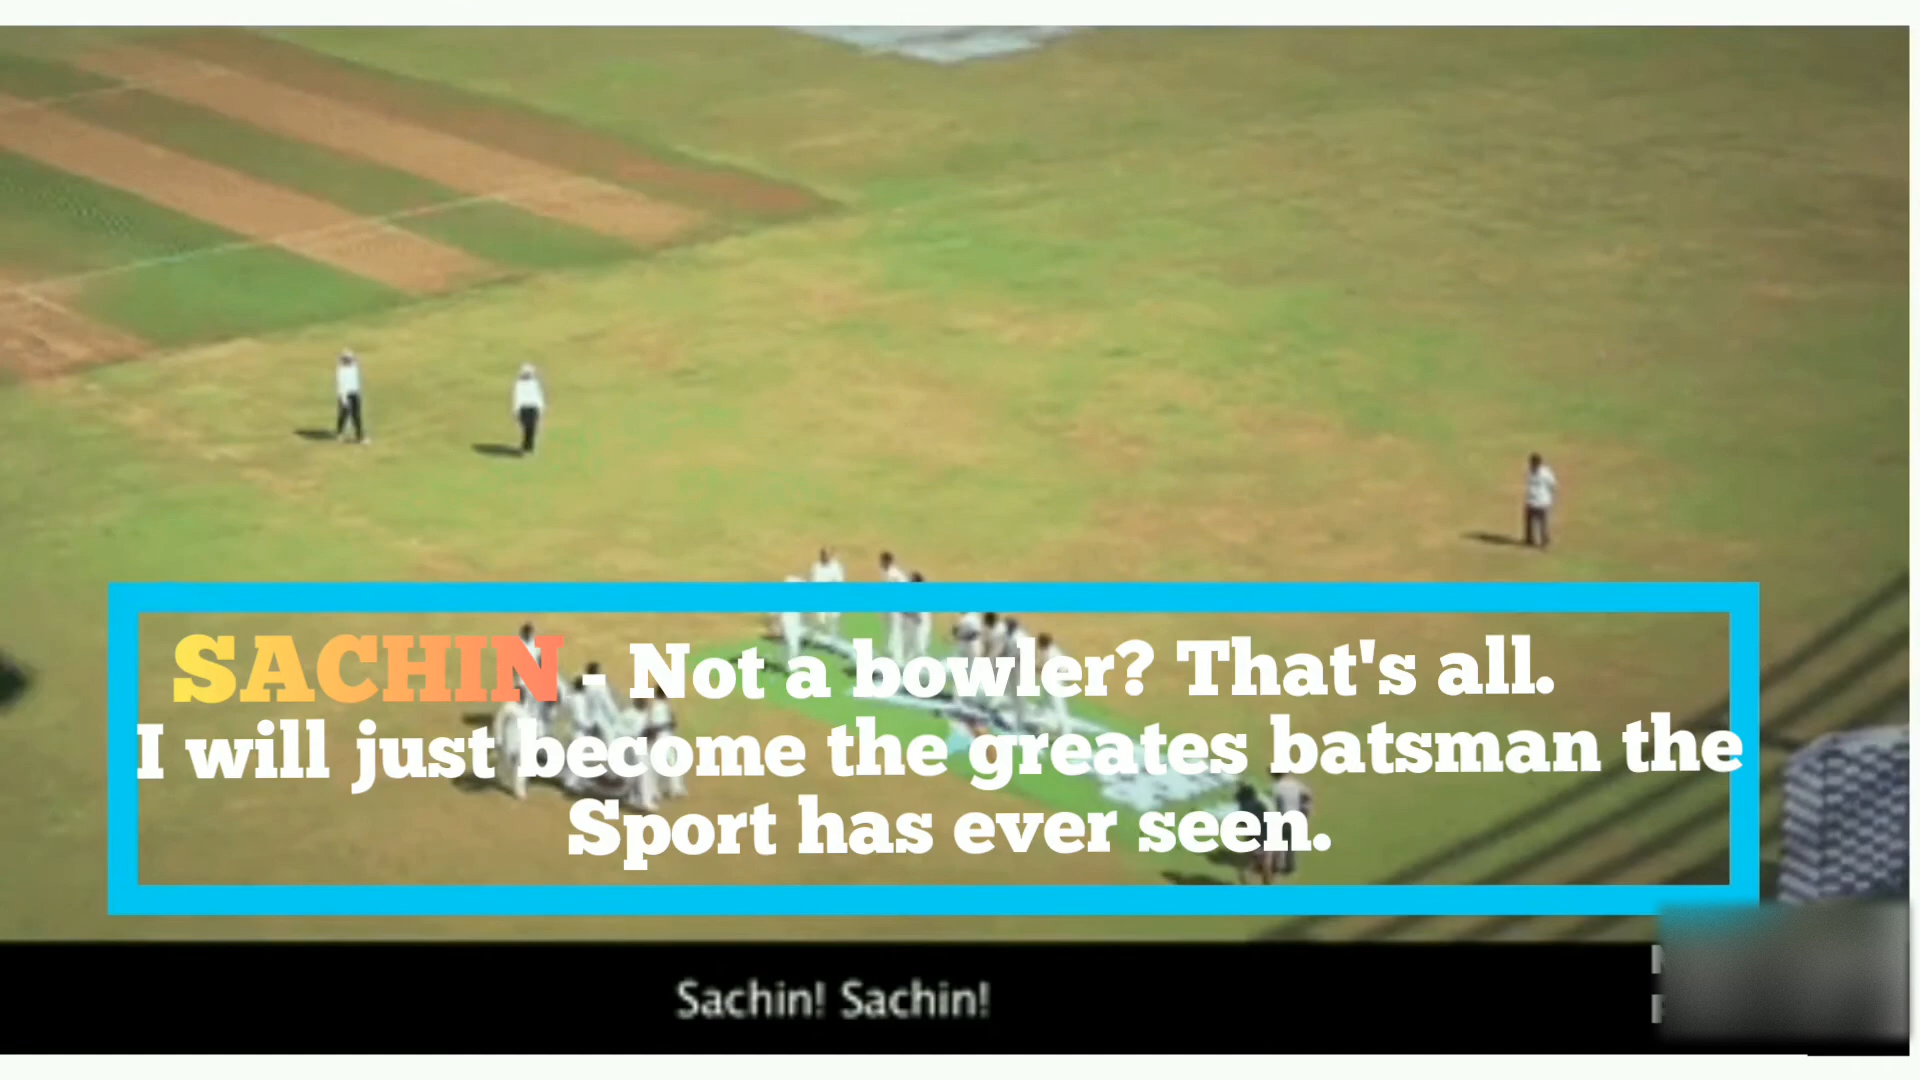 SACHIN - Not a bowler? That's all.
I will just become the greates batsman the
Sport has ever seen.
Sachin! Sachin!